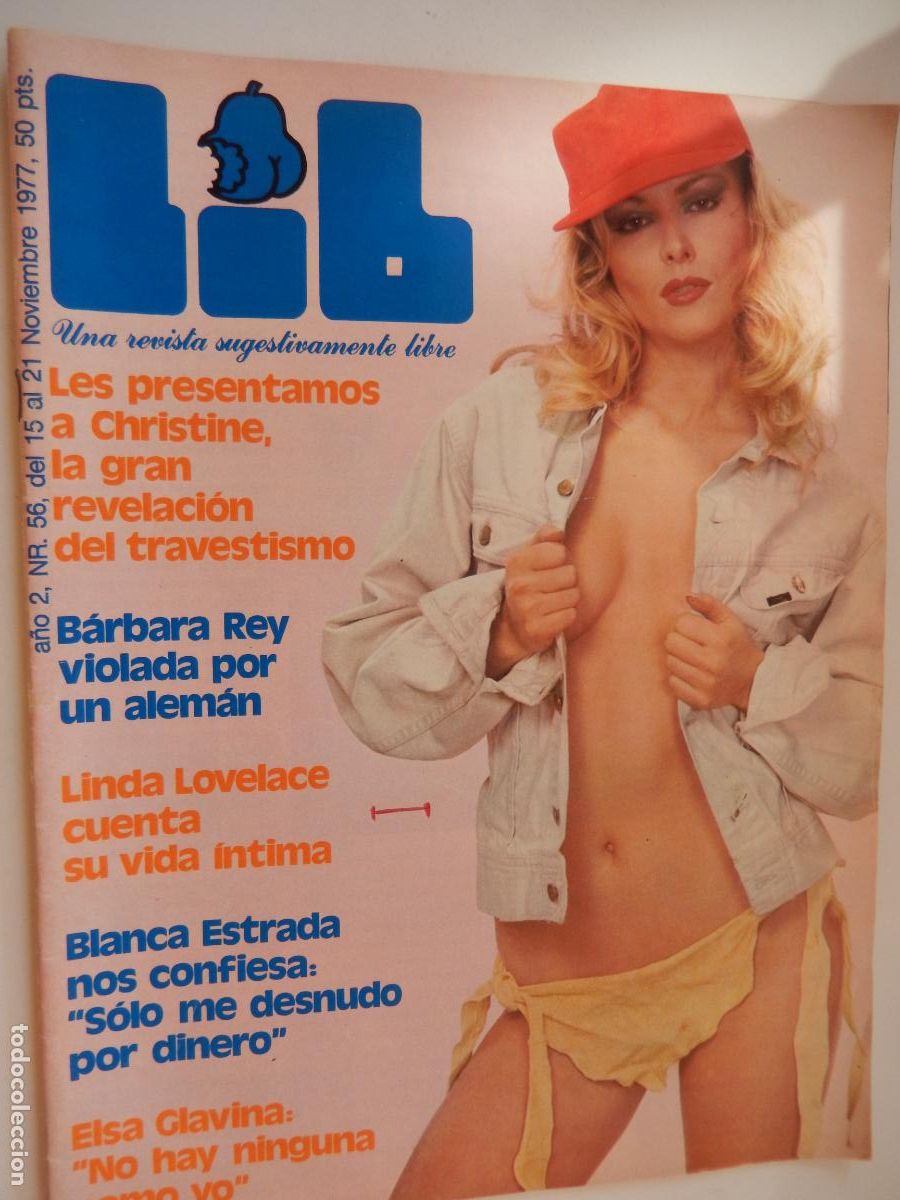 Lib
Una revista sugestivamente libre
año 2, NR. 56, del 15 al 21 Noviembre 1977, 50 pts.
Les presentamos
a Christine,
la gran
revelación
del travestismo
Bárbara Rey
violada por
un alemán
Linda Lovelace
cuenta
su vida íntima
Blanca Estrada
nos confiesa:
"Sólo me desnudo
por dinero"
Elsa Glavina:
"No hay ninguna
como yo"
todocoleccion